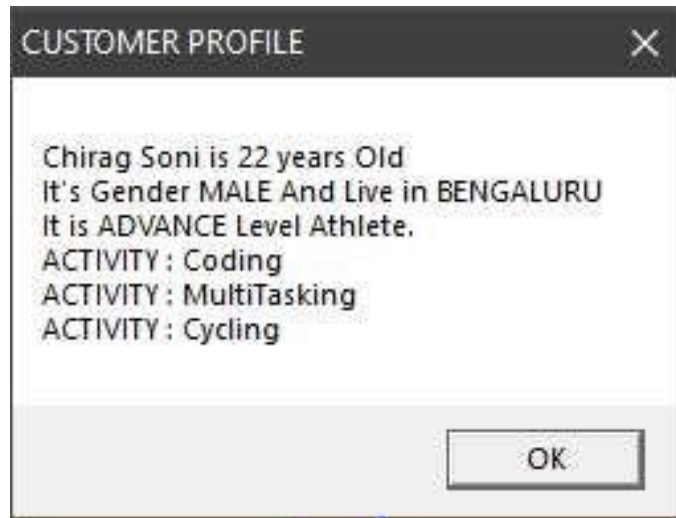 CUSTOMER PROFILE
Chirag Soni is 22 years Old
It's Gender MALE And Live in BENGALURU
It is ADVANCE Level Athlete.
ACTIVITY : Coding
ACTIVITY : MultiTasking
ACTIVITY : Cycling
OK